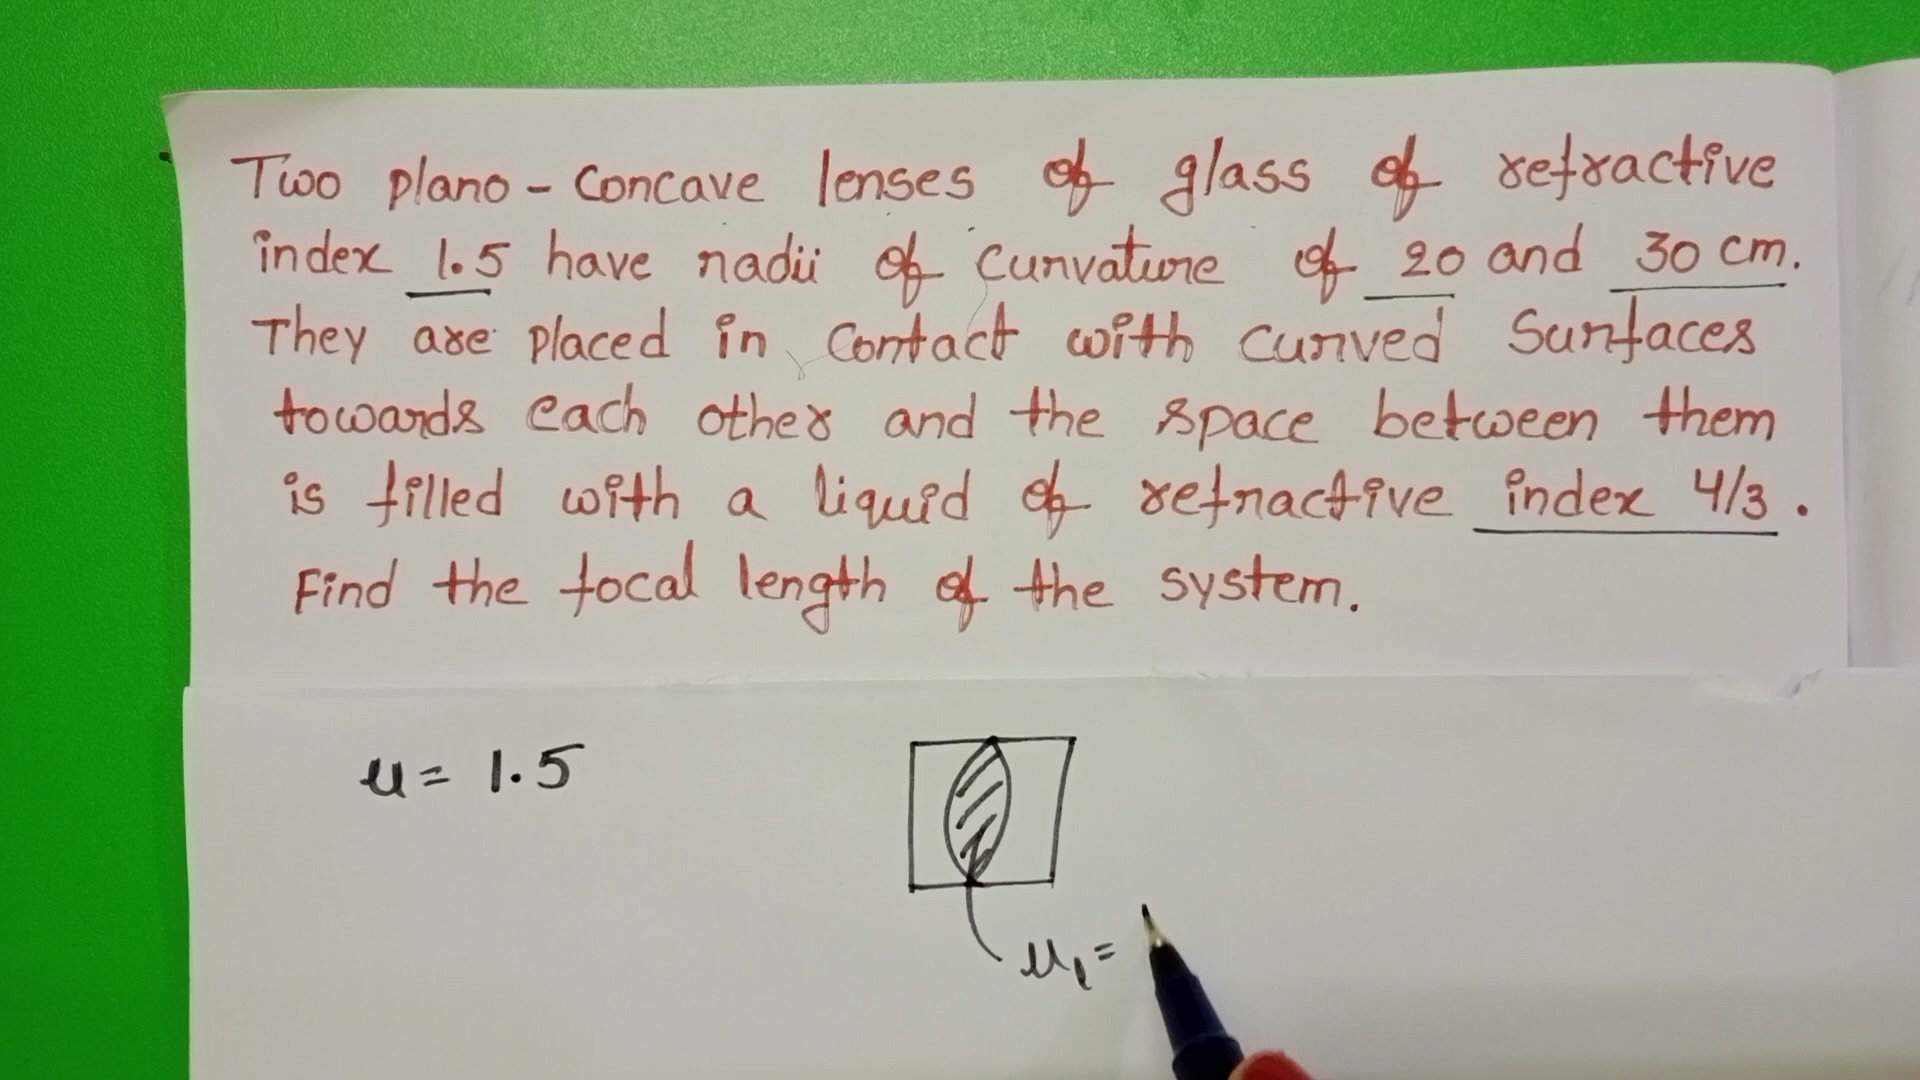 Two plano-concave lenses of glass of refractive
index 1.5 have radii of curvature of 20 and 30 cm.
They are placed in contact with curved surfaces
towards each other and the space between them
is filled with a liquid of refractive index 4/3.
Find the focal length of the system.
μ = 1.5
μₗ =